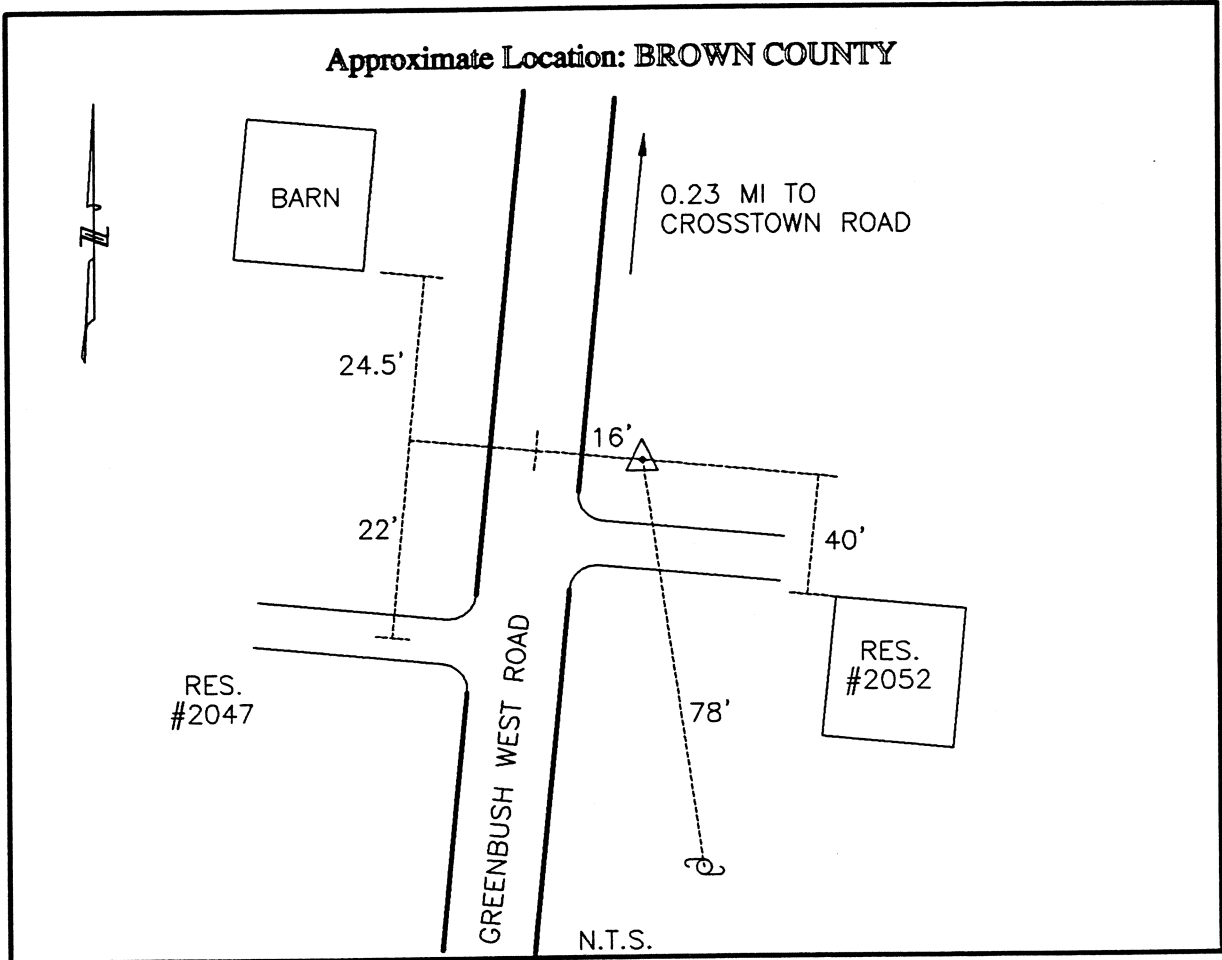 Approximate Location: BROWN COUNTY
BARN
N
0.23 MI TO
CROSSTOWN ROAD
24.5'
16'
22'
40'
RES.
#2047
RES.
#2052
78'
GREENBUSH WEST ROAD
N.T.S.